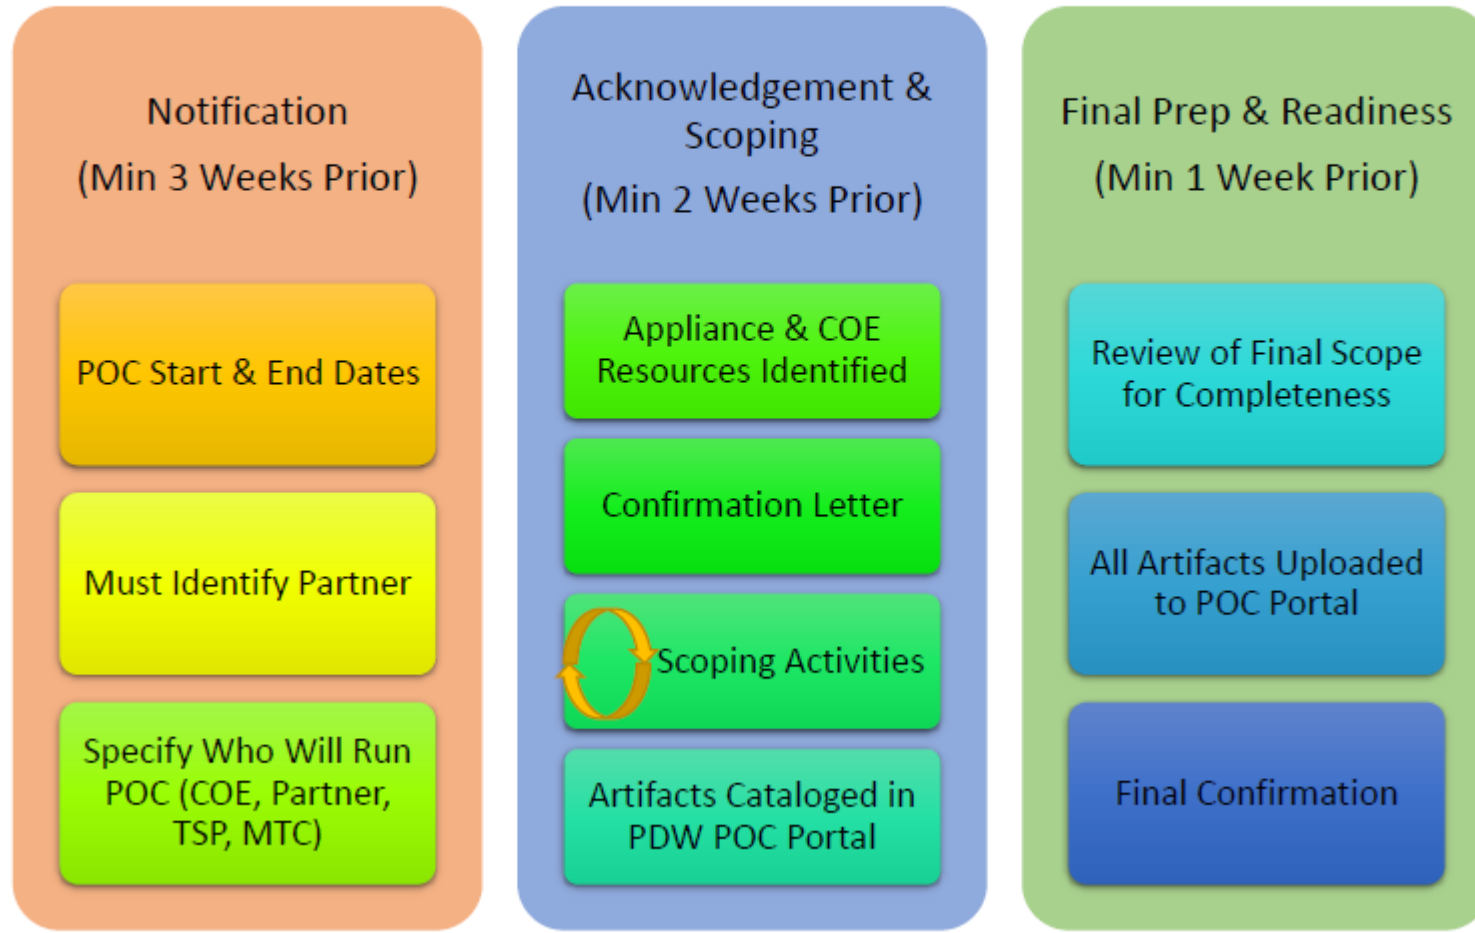 Notification
(Min 3 Weeks Prior)
POC Start & End Dates
Must Identify Partner
Specify Who Will Run
POC (COE, Partner,
TSP, MTC)
Acknowledgement &
Scoping
(Min 2 Weeks Prior)
Appliance & COE
Resources Identified
Confirmation Letter
Scoping Activities
Artifacts Cataloged in
PDW POC Portal
Final Prep & Readiness
(Min 1 Week Prior)
Review of Final Scope
for Completeness
All Artifacts Uploaded
to POC Portal
Final Confirmation